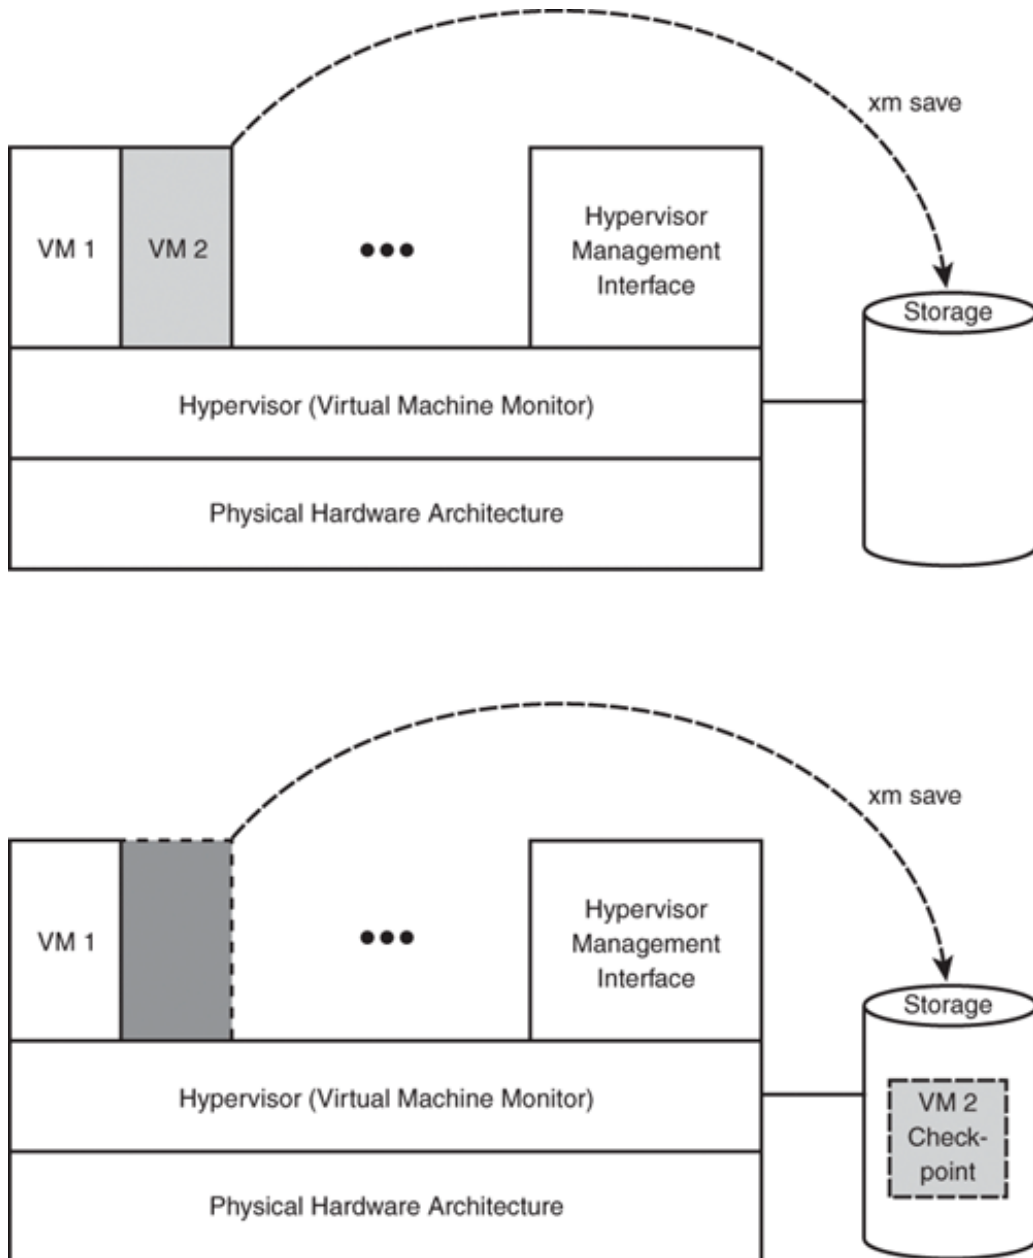 xm save
VM 1
VM 2
Hypervisor
Management
Interface
Storage
Hypervisor (Virtual Machine Monitor)
Physical Hardware Architecture
xm save
VM 1
Hypervisor
Management
Interface
Storage
Hypervisor (Virtual Machine Monitor)
VM 2
Check-
point
Physical Hardware Architecture